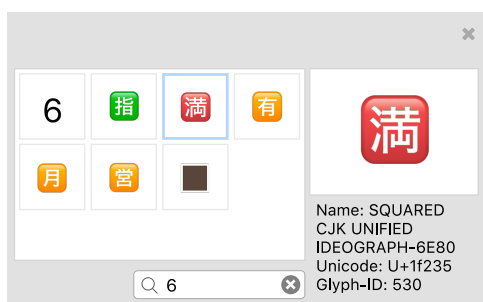 6 指 満 有
満
月 営
Name: SQUARED
CJK UNIFIED
IDEOGRAPH-6E80
Unicode: U+1f235
Glyph-ID: 530
6